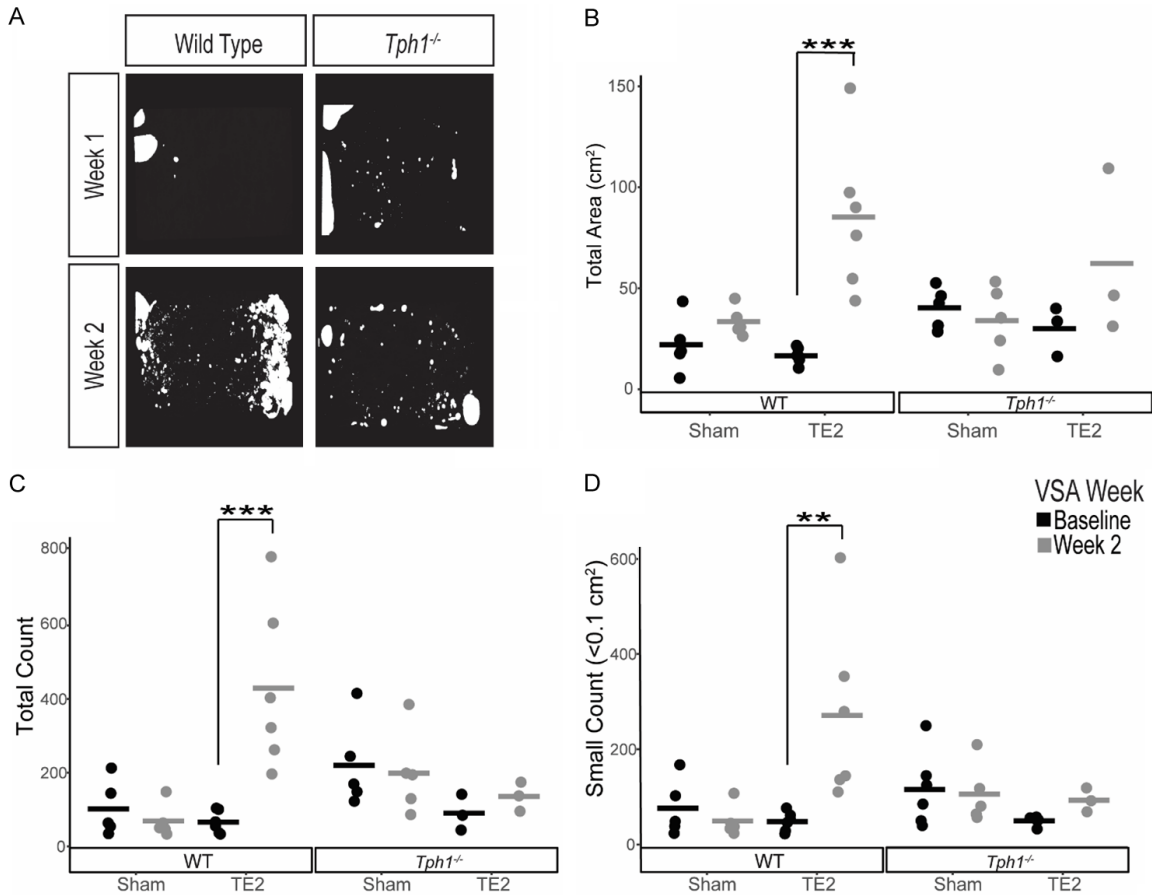 A
Wild Type
Tph1-/-
Week 1
Week 2
B
***
Total Area (cm²)
150
100
50
0
WT
Tph1-/-
Sham
TE2
Sham
TE2
C
***
Total Count
800
600
400
200
0
WT
Tph1-/-
Sham
TE2
Sham
TE2
D
VSA Week
Baseline
Week 2
**
Small Count (<0.1 cm²)
600
400
200
0
WT
Tph1-/-
Sham
TE2
Sham
TE2